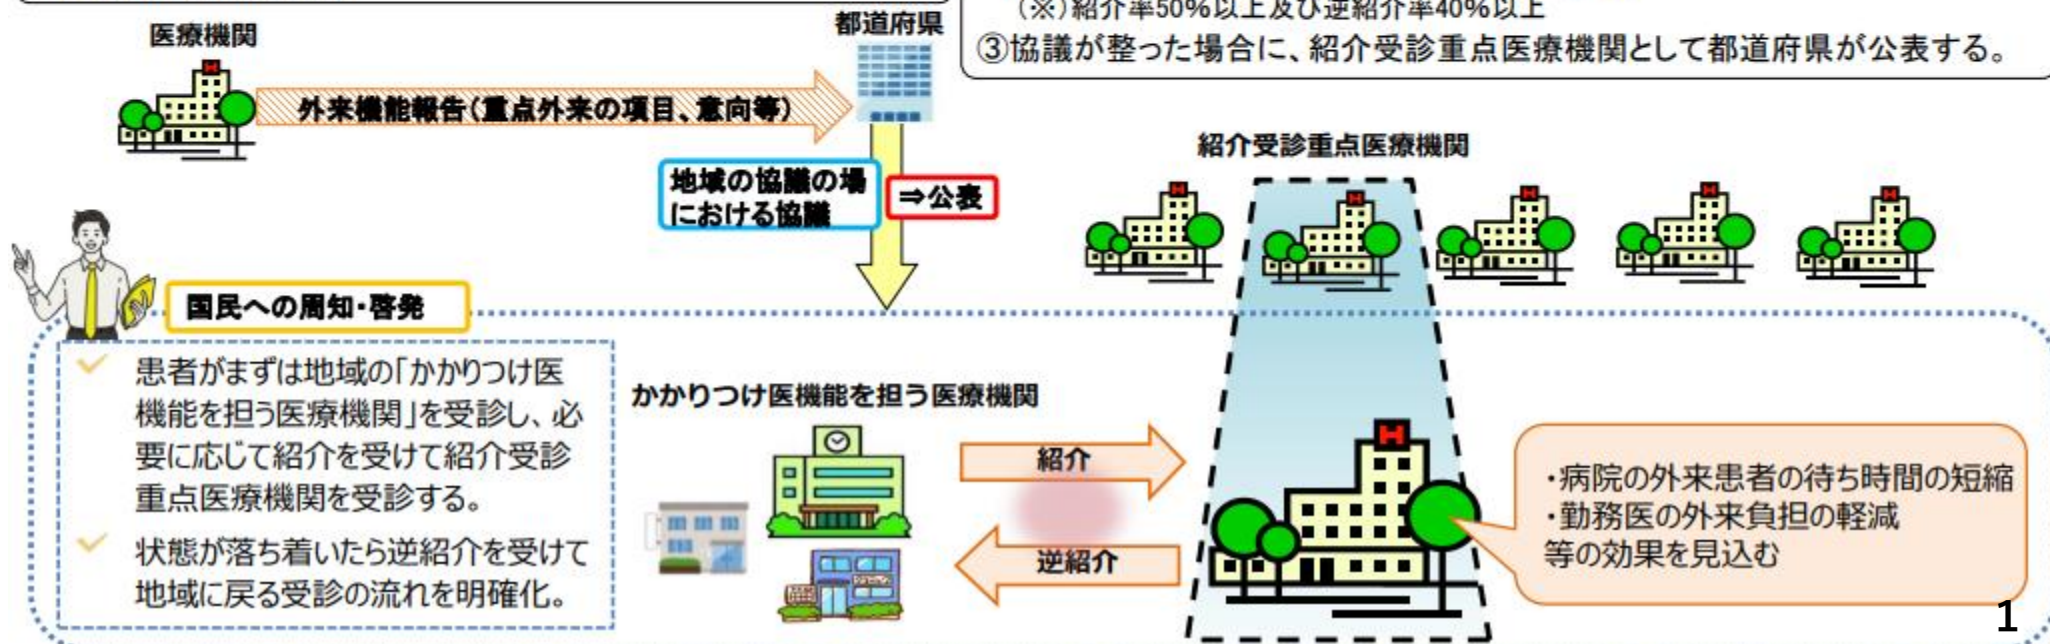 (※)紹介率50%以上及び逆紹介率40%以上
③協議が整った場合に、紹介受診重点医療機関として都道府県が公表する。
医療機関
都道府県
外来機能報告(重点外来の項目、意向等)
地域の協議の場
における協議
⇒公表
紹介受診重点医療機関
H
H
H
H
H
H
国民への周知・啓発
患者がまずは地域の「かかりつけ医
機能を担う医療機関」を受診し、必
要に応じて紹介を受けて紹介受診
重点医療機関を受診する。
状態が落ち着いたら逆紹介を受けて
地域に戻る受診の流れを明確化。
かかりつけ医機能を担う医療機関
紹介
逆紹介
H
・病院の外来患者の待ち時間の短縮
・勤務医の外来負担の軽減
等の効果を見込む
1